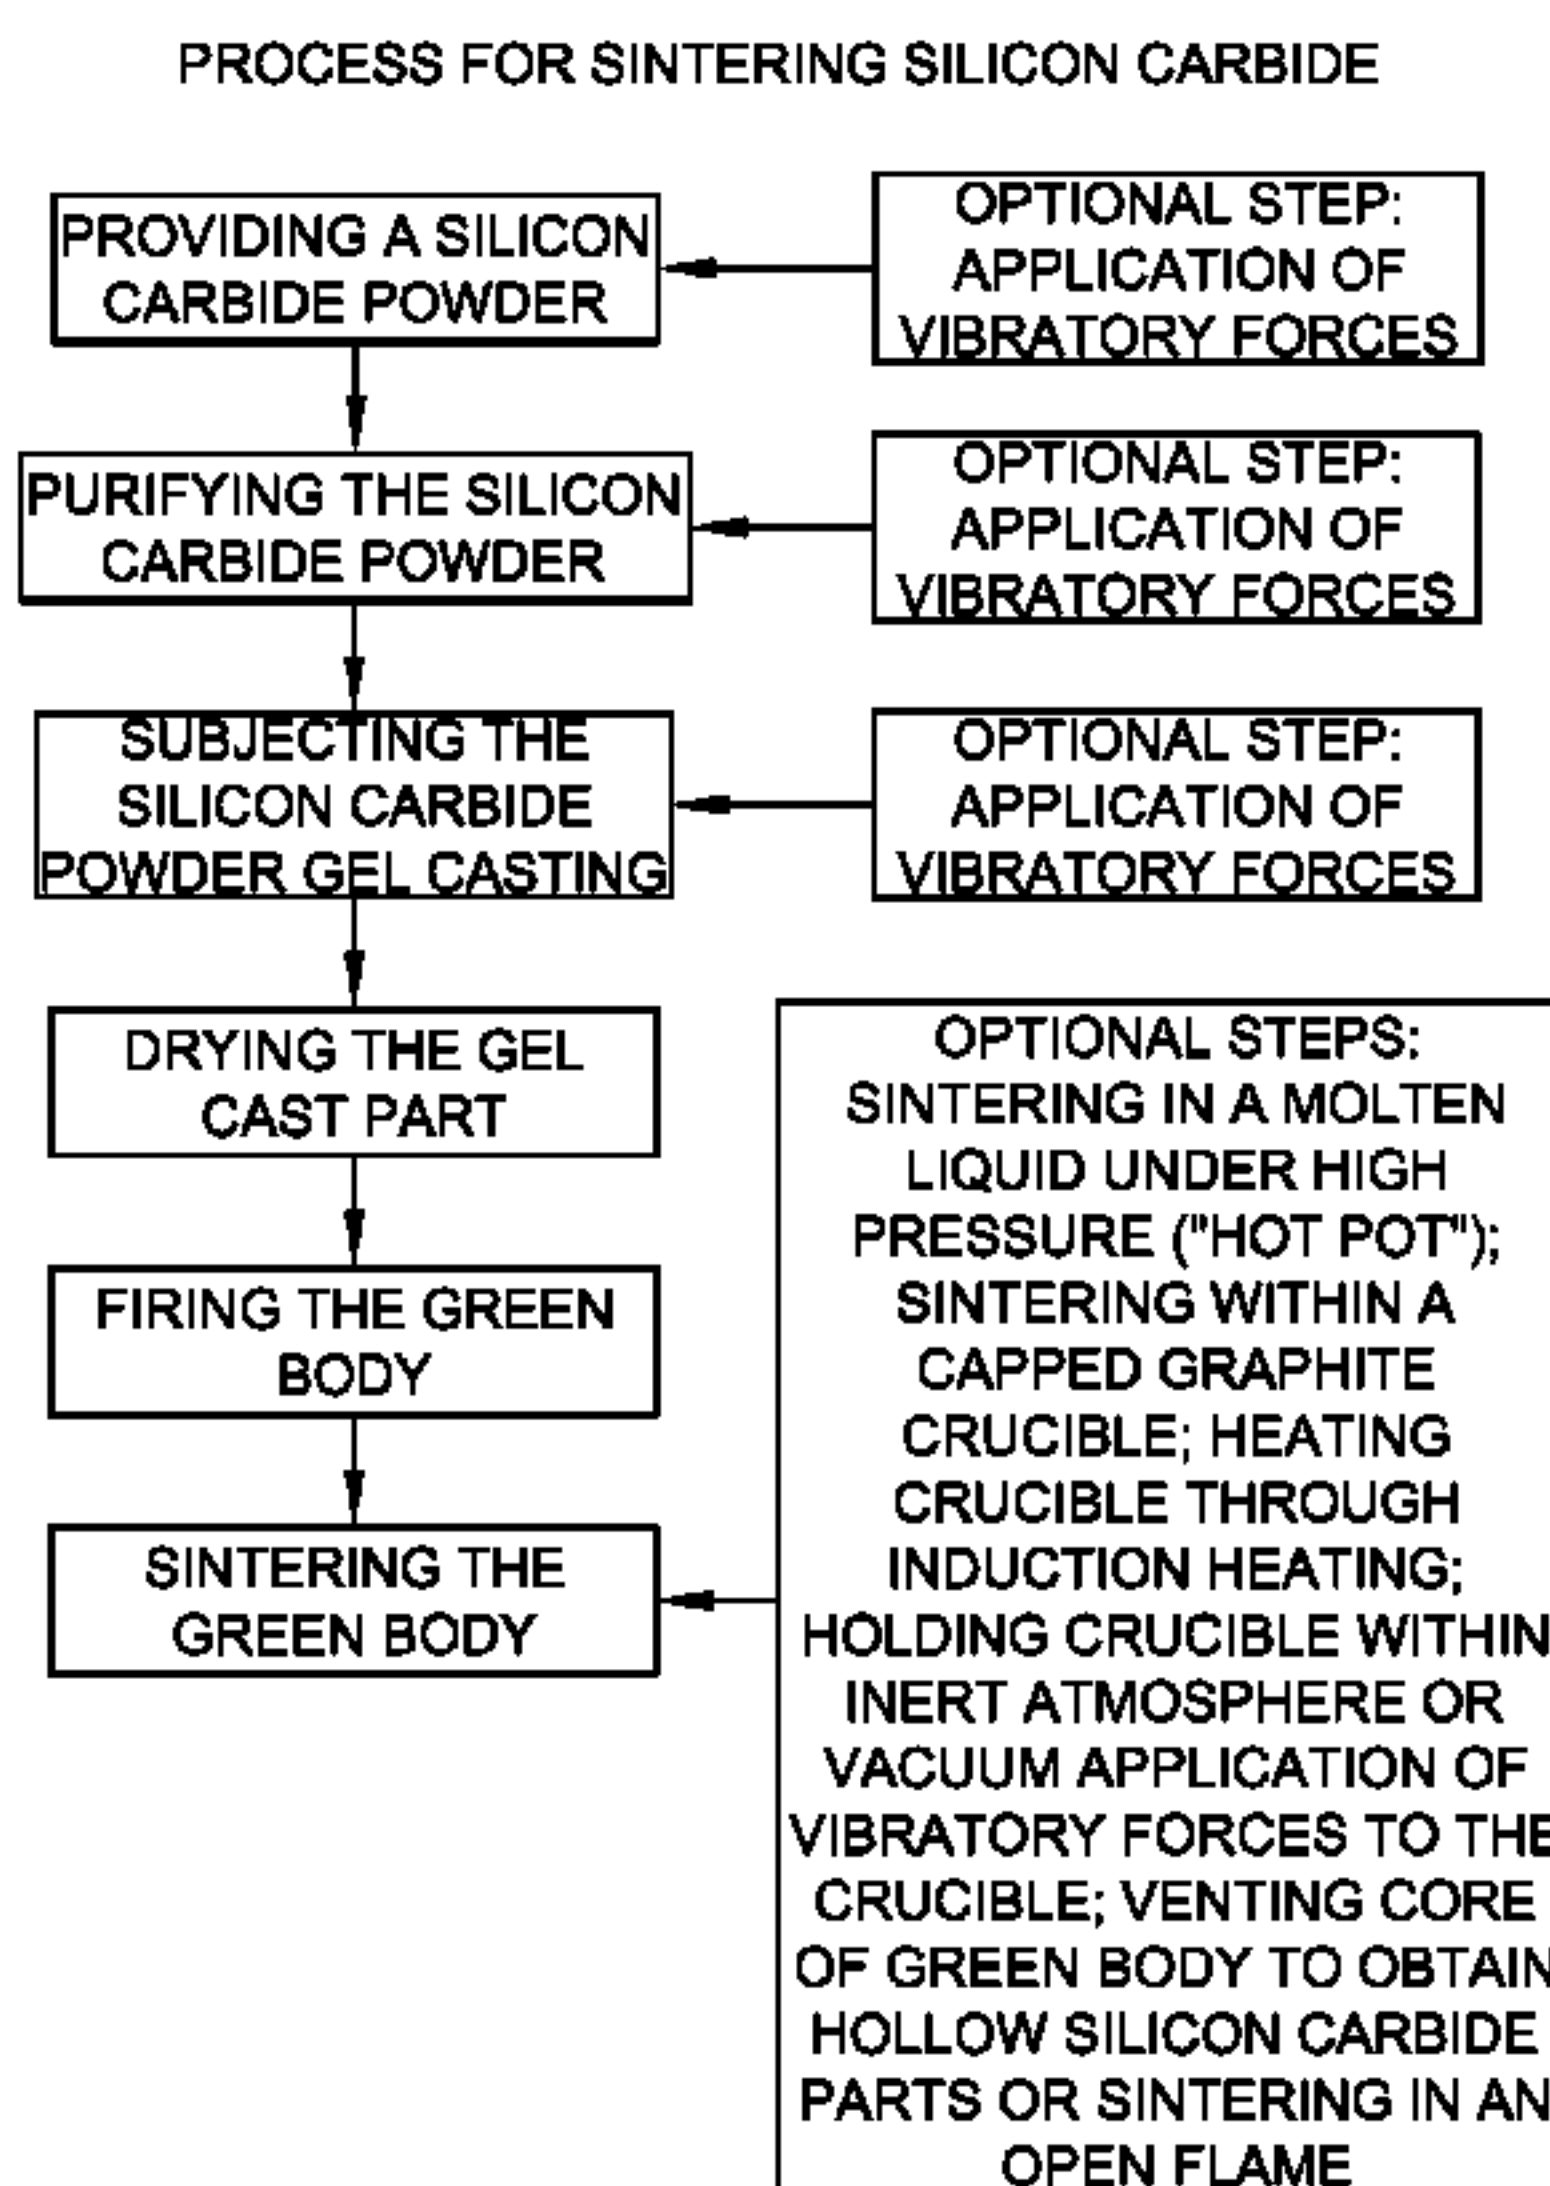 PROCESS FOR SINTERING SILICON CARBIDE
PROVIDING A SILICON
CARBIDE POWDER
OPTIONAL STEP:
APPLICATION OF
VIBRATORY FORCES
PURIFYING THE SILICON
CARBIDE POWDER
OPTIONAL STEP:
APPLICATION OF
VIBRATORY FORCES
SUBJECTING THE
SILICON CARBIDE
POWDER GEL CASTING
OPTIONAL STEP:
APPLICATION OF
VIBRATORY FORCES
DRYING THE GEL
CAST PART
FIRING THE GREEN
BODY
SINTERING THE
GREEN BODY
OPTIONAL STEPS:
SINTERING IN A MOLTEN
LIQUID UNDER HIGH
PRESSURE ("HOT POT");
SINTERING WITHIN A
CAPPED GRAPHITE
CRUCIBLE; HEATING
CRUCIBLE THROUGH
INDUCTION HEATING;
HOLDING CRUCIBLE WITHIN
INERT ATMOSPHERE OR
VACUUM APPLICATION OF
VIBRATORY FORCES TO THE
CRUCIBLE; VENTING CORE
OF GREEN BODY TO OBTAIN
HOLLOW SILICON CARBIDE
PARTS OR SINTERING IN AN
OPEN FLAME